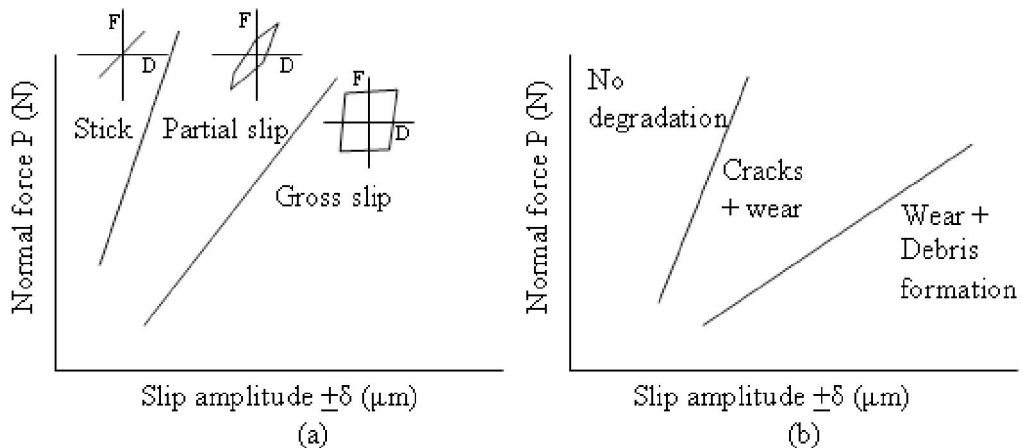 Normal force P (N)
F
D
F
D
F
D
Stick
Partial slip
Gross slip
Slip amplitude ±δ (μm)
(a)
Normal force P (N)
No
degradation
Cracks
+ wear
Wear +
Debris
formation
Slip amplitude ±δ (μm)
(b)